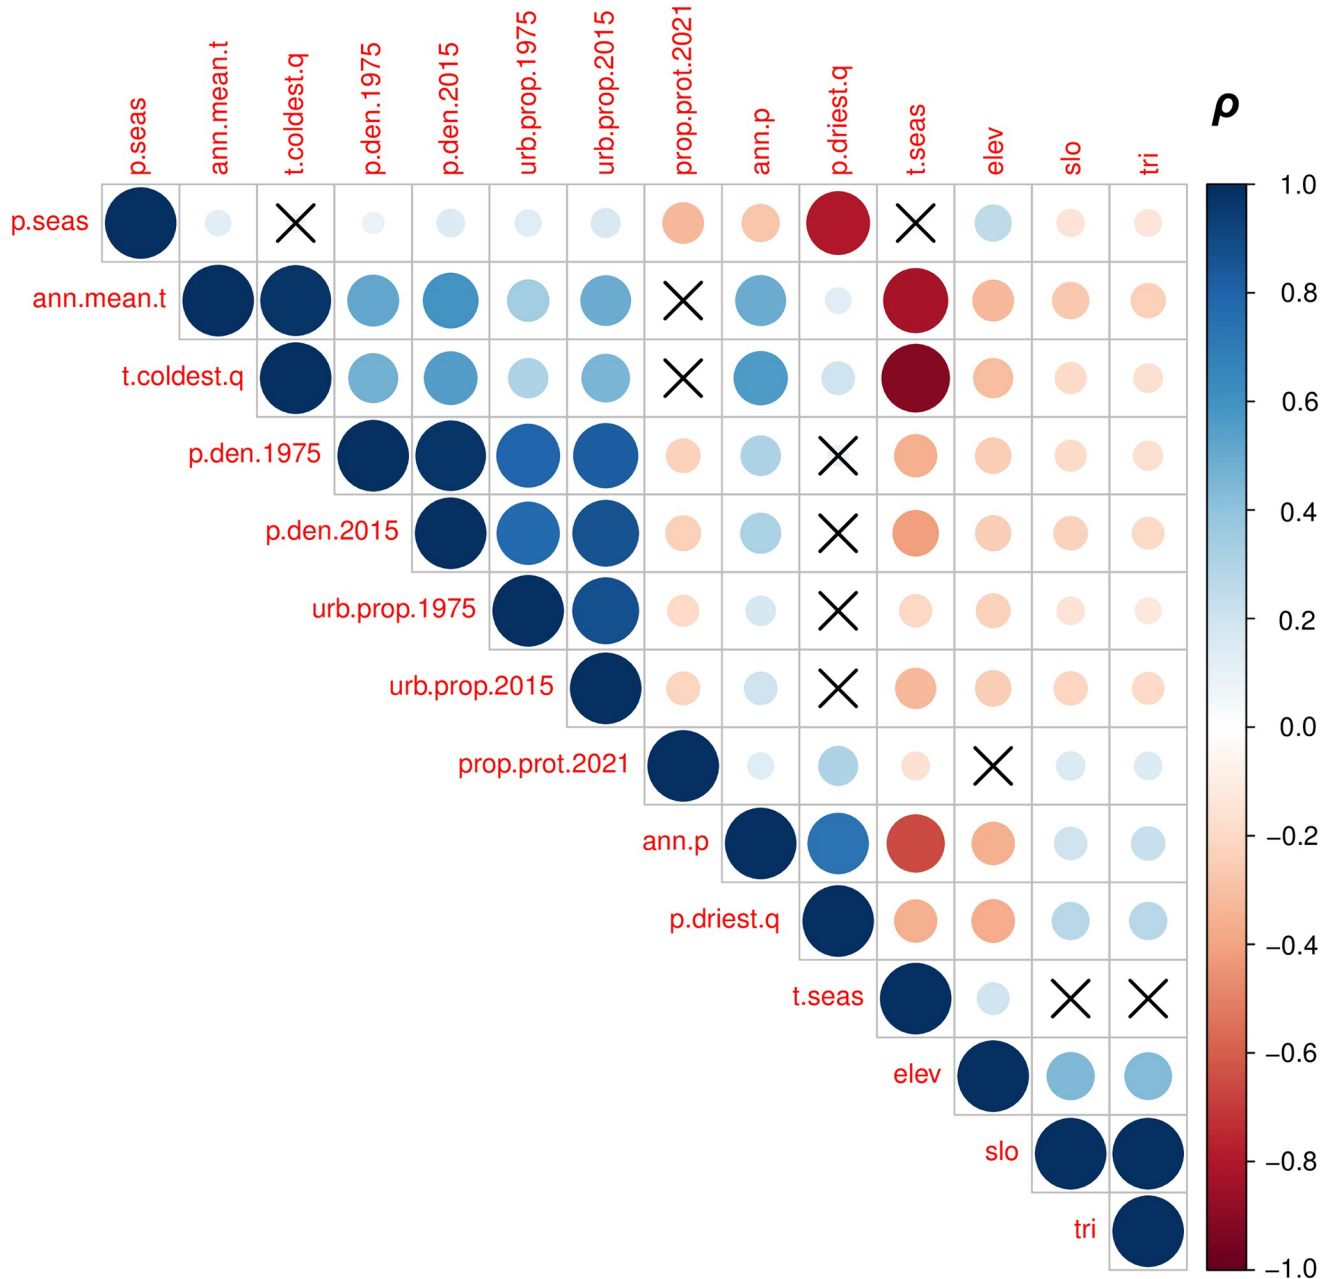 p.seas
ann.mean.t
t.coldest.q
p.den.1975
p.den.2015
urb.prop.1975
urb.prop.2015
prop.prot.2021
ann.p
p.driest.q
t.seas
elev
slo
tri
ρ
p.seas
ann.mean.t
t.coldest.q
p.den.1975
p.den.2015
urb.prop.1975
urb.prop.2015
prop.prot.2021
ann.p
p.driest.q
t.seas
elev
slo
tri
1.0
0.8
0.6
0.4
0.2
0.0
−0.2
−0.4
−0.6
−0.8
−1.0